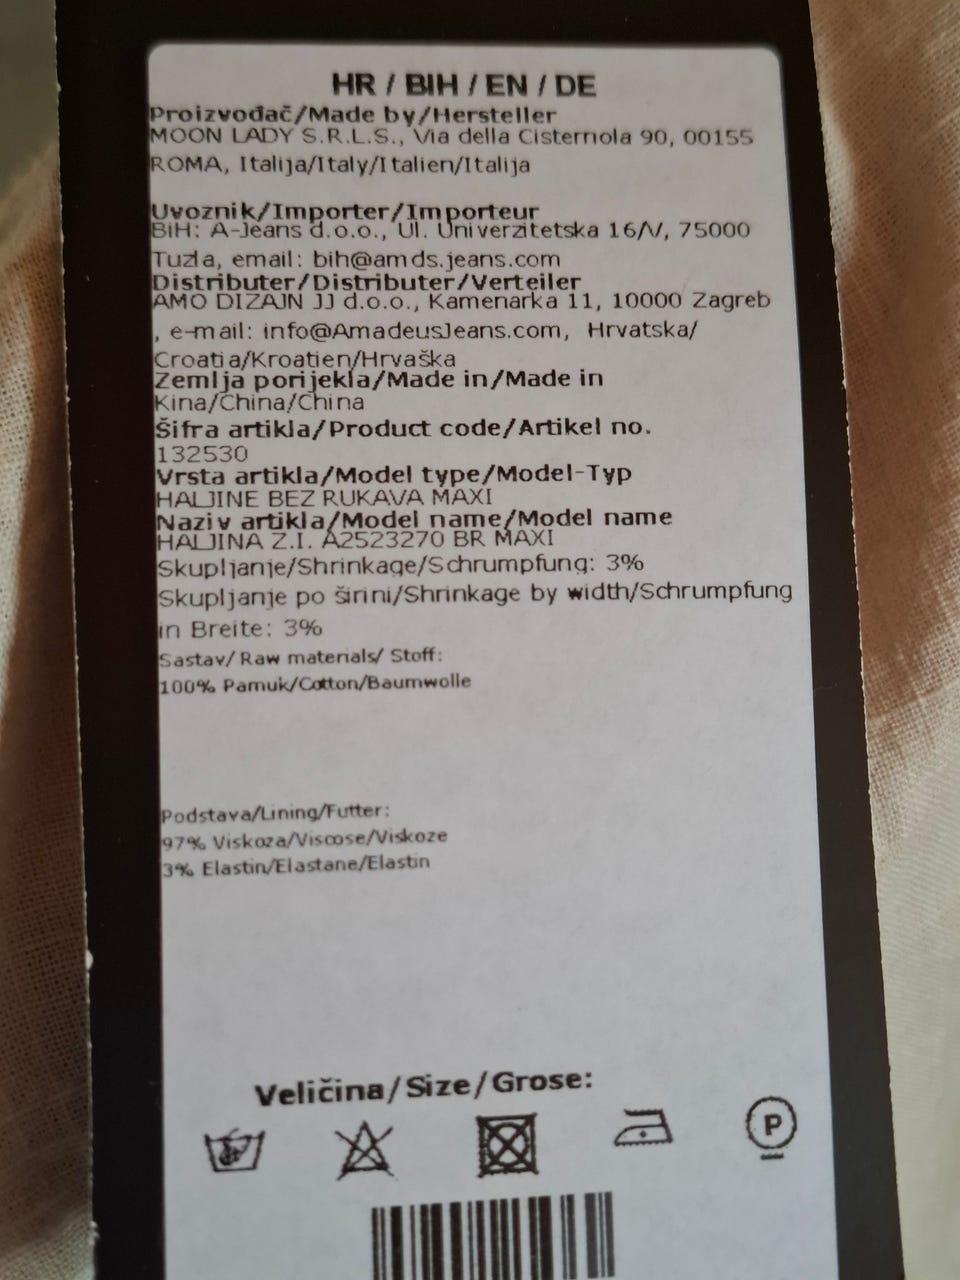 HR / BIH / EN / DE
Proizvođač/Made by/Hersteller
MOON LADY S.R.L.S., Via della Cisternola 90, 00155
ROMA, Italija/Italy/Italien/Italija
Uvoznik/Importer/Importeur
BiH: A-Jeans d.o.o., Ul. Univerzitetska 16/V, 75000
Tuzla, email: bih@amds.jeans.com
Distributer/Distributer/Verteiler
AMO DIZAJN JJ d.o.o., Kamenarka 11, 10000 Zagreb
, e-mail: info@AmadeusJeans.com, Hrvatska/
Croatia/Kroatien/Hrvaška
Zemlja porijekla/Made in/Made in
Kina/China/China
Šifra artikla/Product code/Artikel no.
132530
Vrsta artikla/Model type/Model-Typ
HALJINE BEZ RUKAVA MAXI
Naziv artikla/Model name/Model name
HALJINA Z.I. A2523270 BR MAXI
Skupljanje/Shrinkage/Schrumpfung: 3%
Skupljanje po širini/Shrinkage by width/Schrumpfung
in Breite: 3%
Sastav/ Raw materials/ Stoff:
100% Pamuk/Cotton/Baumwolle
Podstava/Lining/Futter:
97% Viskoza/Viscose/Viskoze
3% Elastin/Elastane/Elastin
Veličina/Size/Grose:
P